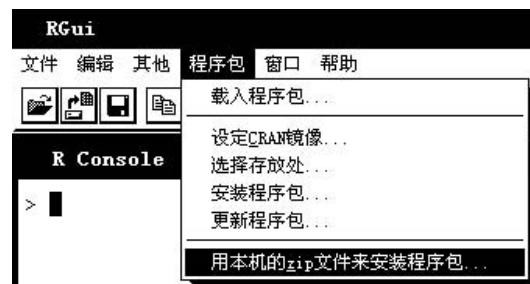 RGui
文件 编辑 其他 程序包 窗口 帮助
载入程序包...
设定CRAN镜像...
选择存放处...
安装程序包...
更新程序包...
用本机的zip文件来安装程序包...
R Console
>